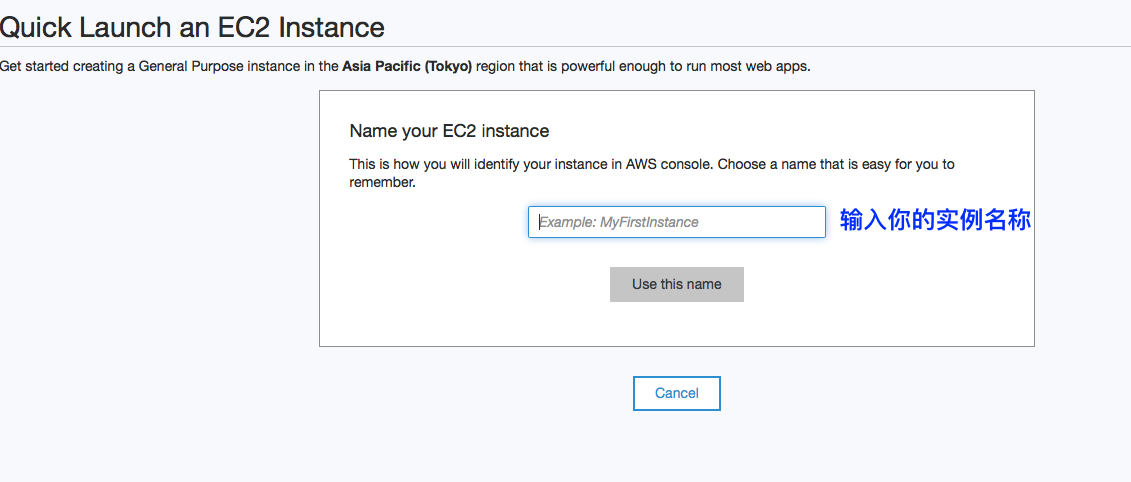 Quick Launch an EC2 Instance
Get started creating a General Purpose instance in the Asia Pacific (Tokyo) region that is powerful enough to run most web apps.
Name your EC2 instance
This is how you will identify your instance in AWS console. Choose a name that is easy for you to
remember.
Example: MyFirstInstance 输入你的实例名称
Use this name
Cancel